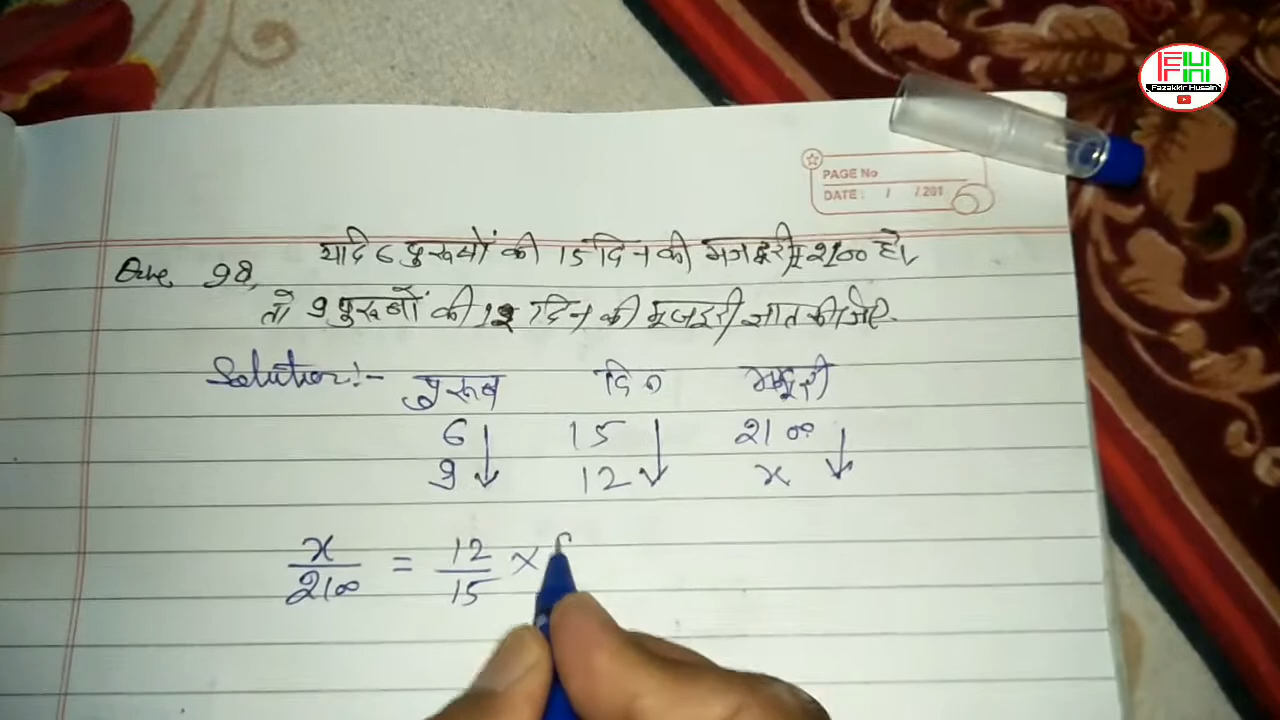 Fazakkir Husain
PAGE No
DATE : / /201
यदि 6 पुरूषों की 15 दिन की मजदूरी ₹ 2100 है।
Que 98,
तो 9 पुरूषों की 12 दिन की मजदूरी ज्ञात कीजिए
Solution:- पुरूष दिन मजदूरी
6 15 2100
9 12 x
x/2100 = 12/15 ×